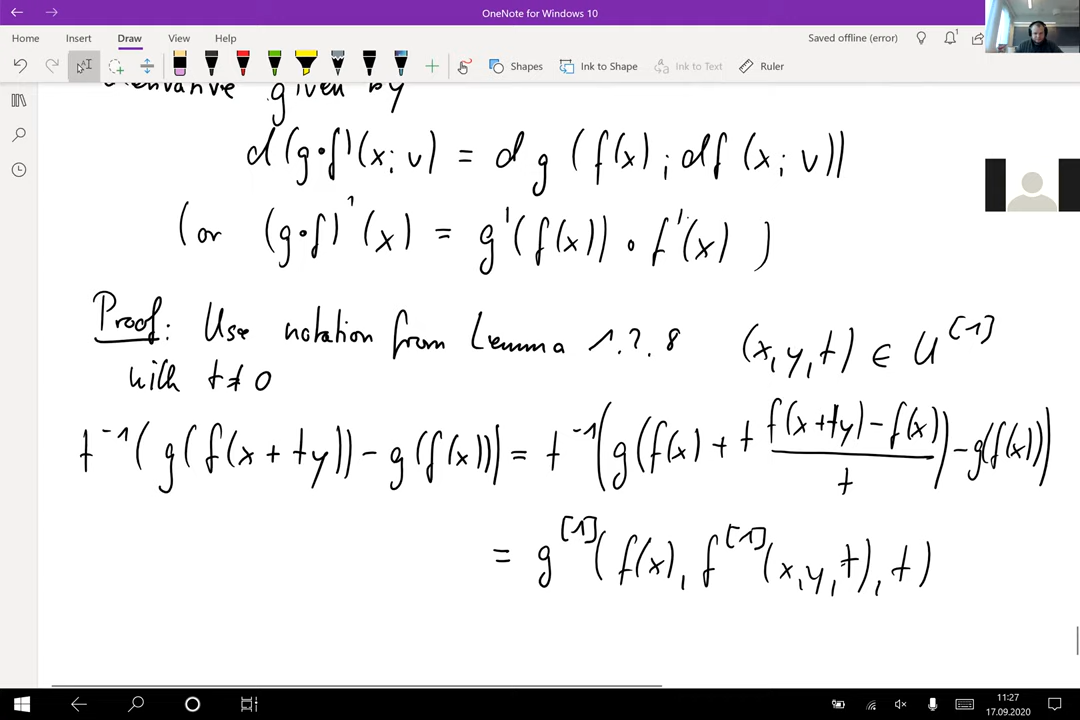 OneNote for Windows 10
Home Insert Draw View Help Saved offline (error)
Shapes Ink to Shape Ink to Text Ruler
given by
d(g∘f)(x; v) = dg(f(x); df(x; v))
(or (g∘f)'(x) = g'(f(x)) ∘ f'(x) )
Proof: Use notation from Lemma 1.2.8 (x, y, t) ∈ U^[1]
with t≠0
t^-1(g(f(x + ty)) - g(f(x))) = t^-1(g(f(x) + t (f(x+ty) - f(x))/t) - g(f(x)))
= g^[1](f(x), f^[1](x, y, t), t)
11:27
17.09.2020